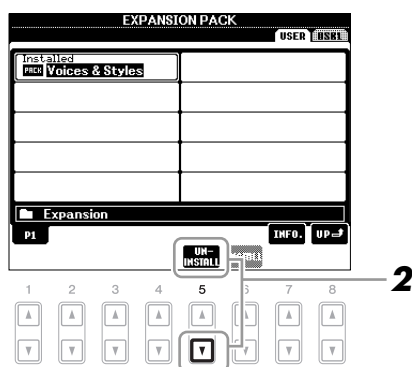 EXPANSION PACK
USER USB1
Installed
PACK Voices & Styles
Expansion
P1 INFO. UP
UN-
INSTALL
2
1 2 3 4 5 6 7 8